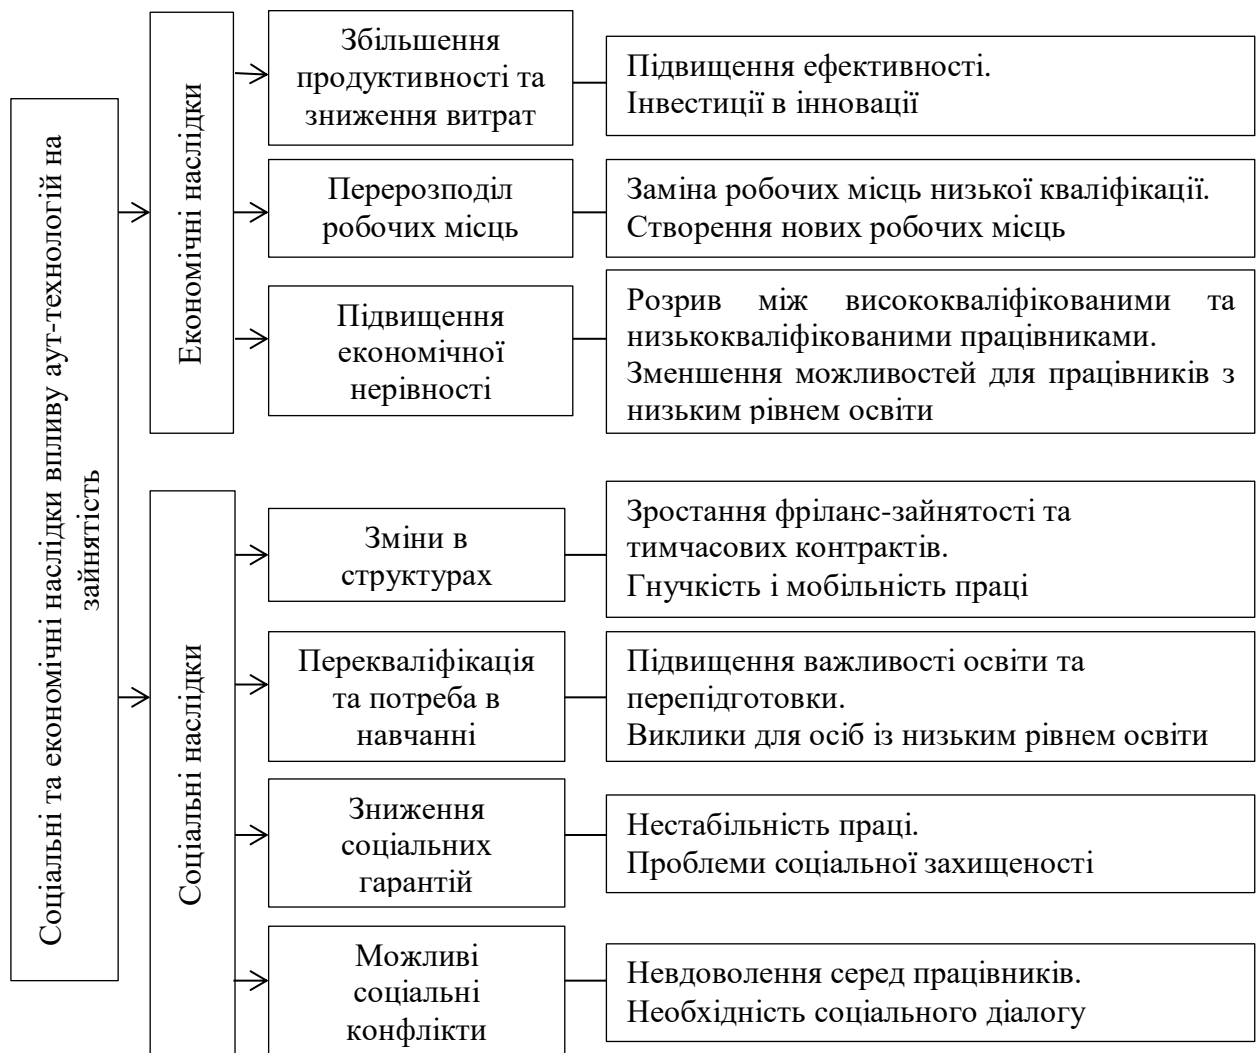 Соціальні та економічні наслідки впливу аут-технологій на
зайнятість
Економічні наслідки
Збільшення
продуктивності та
зниження витрат
Підвищення ефективності.
Інвестиції в інновації
Перерозподіл
робочих місць
Заміна робочих місць низької кваліфікації.
Створення нових робочих місць
Підвищення
економічної
нерівності
Розрив між висококваліфікованими та
низькокваліфікованими працівниками.
Зменшення можливостей для працівників з
низьким рівнем освіти
Соціальні наслідки
Зміни в
структурах
Зростання фріланс-зайнятості та
тимчасових контрактів.
Гнучкість і мобільність праці
Перекваліфікація
та потреба в
навчанні
Підвищення важливості освіти та
перепідготовки.
Виклики для осіб із низьким рівнем освіти
Зниження
соціальних
гарантій
Нестабільність праці.
Проблеми соціальної захищеності
Можливі
соціальні
конфлікти
Невдоволення серед працівників.
Необхідність соціального діалогу